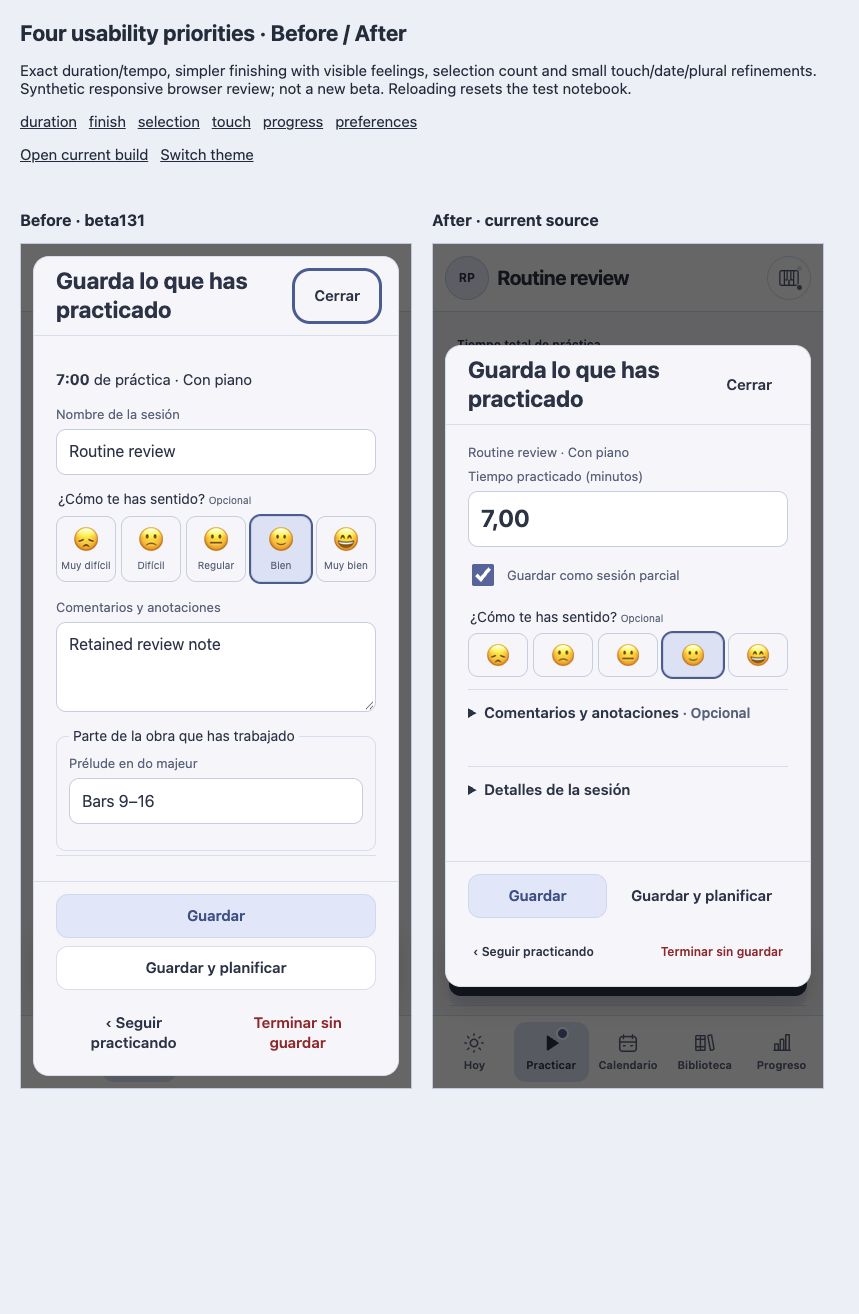 Four usability priorities · Before / After
Exact duration/tempo, simpler finishing with visible feelings, selection count and small touch/date/plural refinements.
Synthetic responsive browser review; not a new beta. Reloading resets the test notebook.
duration finish selection touch progress preferences
Open current build Switch theme
Before · beta131
Guarda lo que has
practicado
Cerrar
7:00 de práctica · Con piano
Nombre de la sesión
Routine review
¿Cómo te has sentido? Opcional
Muy difícil Difícil Regular Bien Muy bien
Comentarios y anotaciones
Retained review note
Parte de la obra que has trabajado
Prélude en do majeur
Bars 9–16
Guardar
Guardar y planificar
‹ Seguir
practicando
Terminar sin
guardar
After · current source
RP Routine review
Tiempo total de práctica
Guarda lo que has
practicado
Cerrar
Routine review · Con piano
Tiempo practicado (minutos)
7,00
Guardar como sesión parcial
¿Cómo te has sentido? Opcional
Comentarios y anotaciones · Opcional
Detalles de la sesión
Guardar Guardar y planificar
‹ Seguir practicando Terminar sin guardar
Hoy Practicar Calendario Biblioteca Progreso